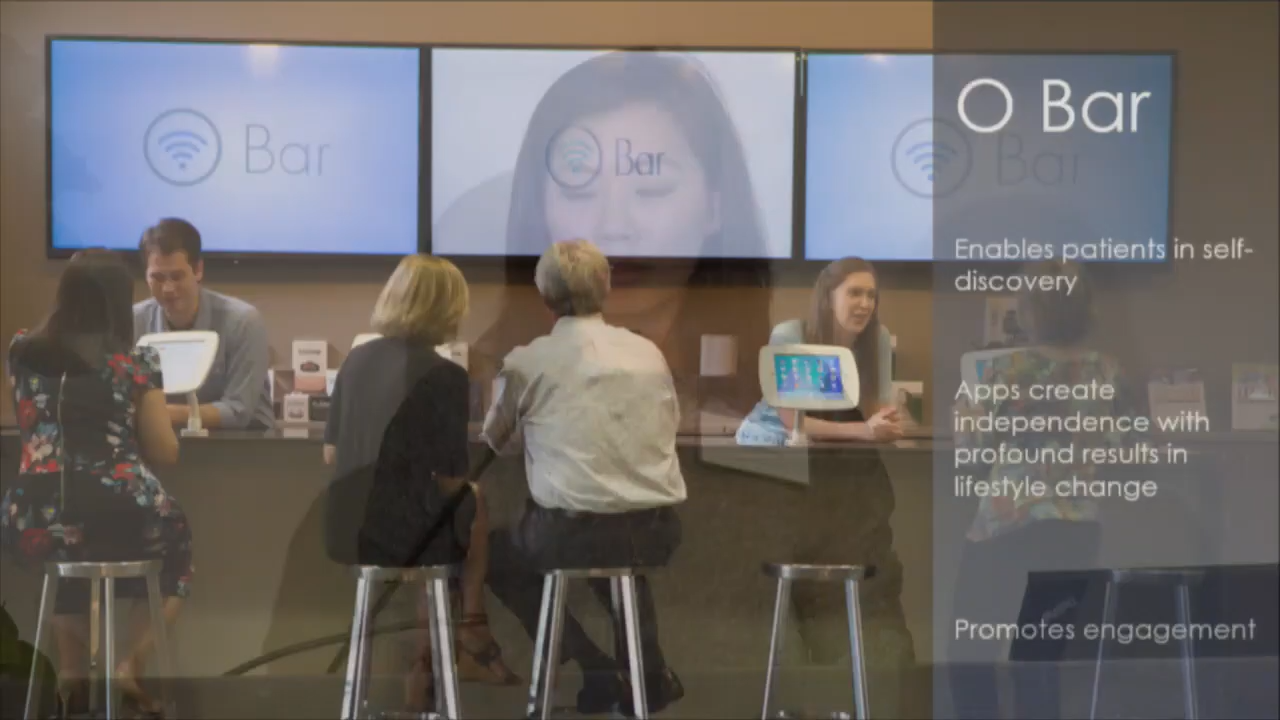 Bar
Bar
Bar
O Bar
Enables patients in self-
discovery
Apps create
independence with
profound results in
lifestyle change
Promotes engagement